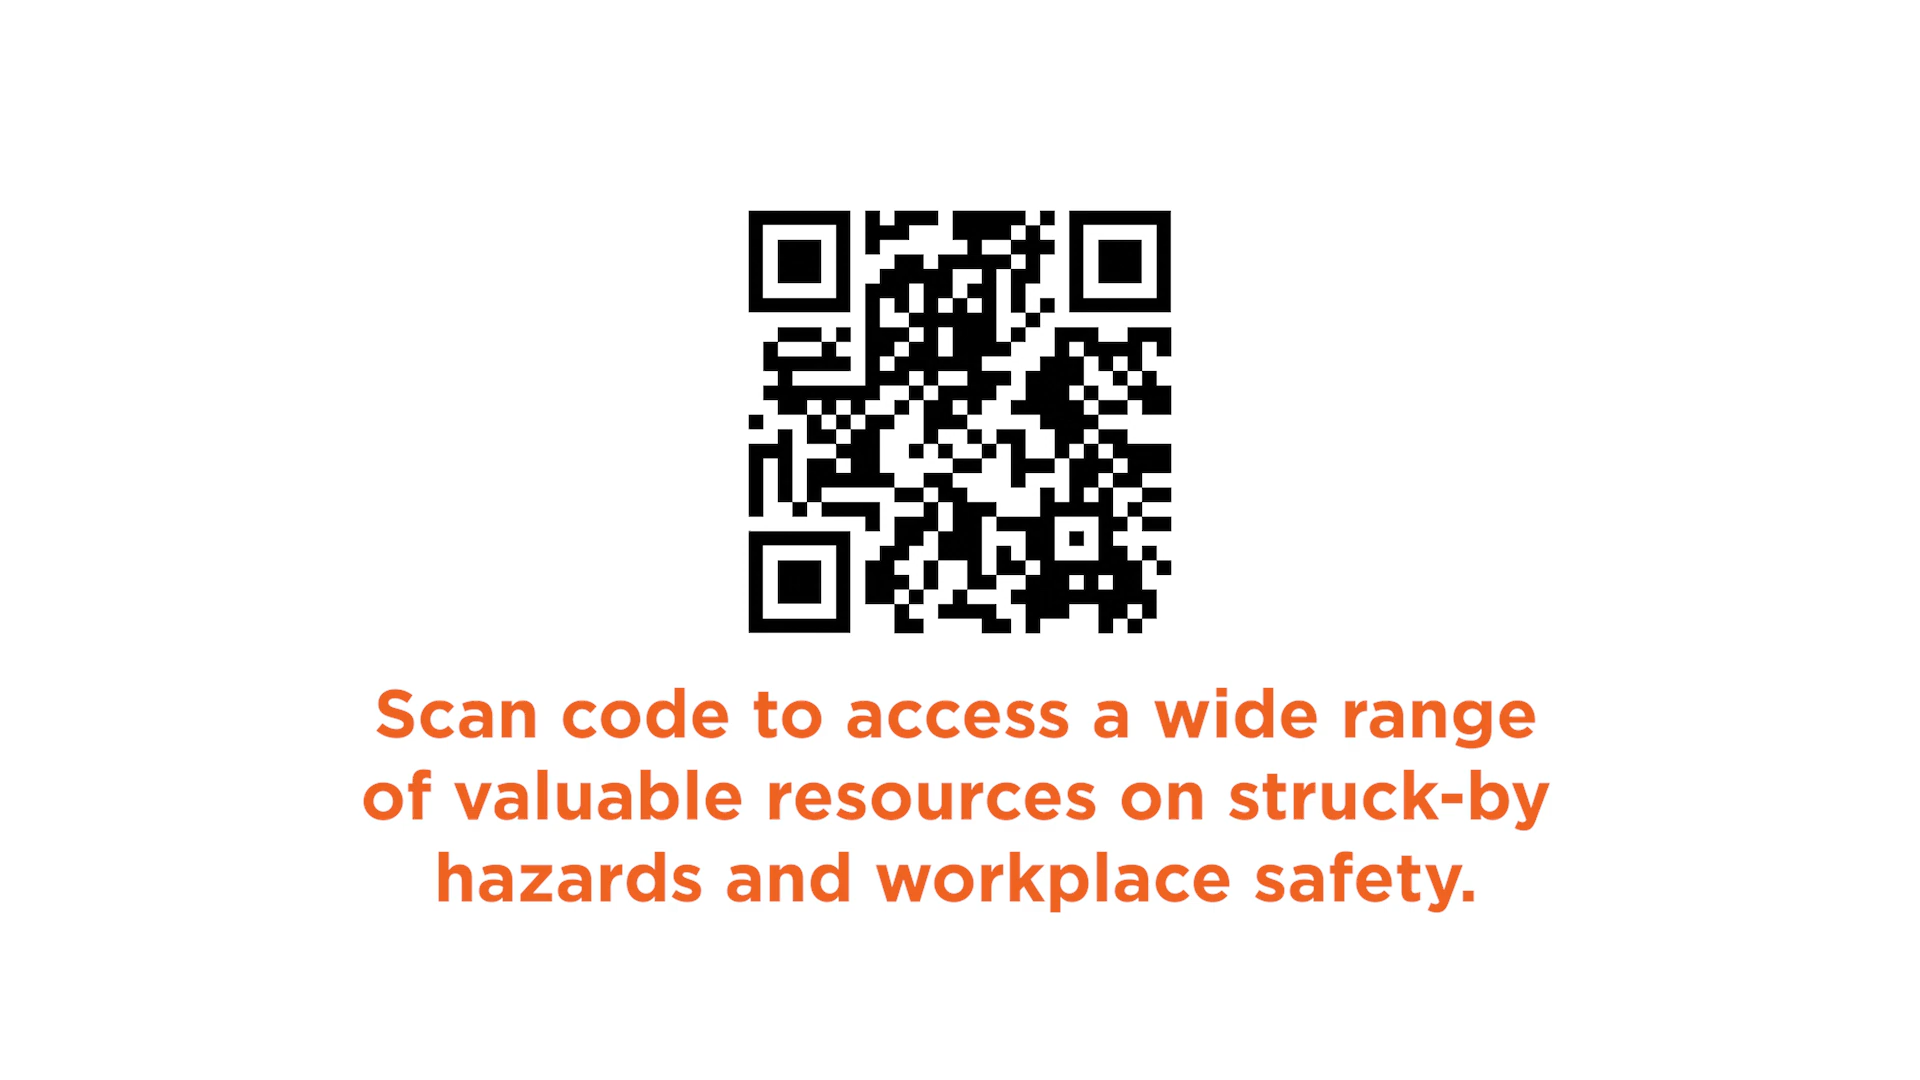 Scan code to access a wide range
of valuable resources on struck-by
hazards and workplace safety.